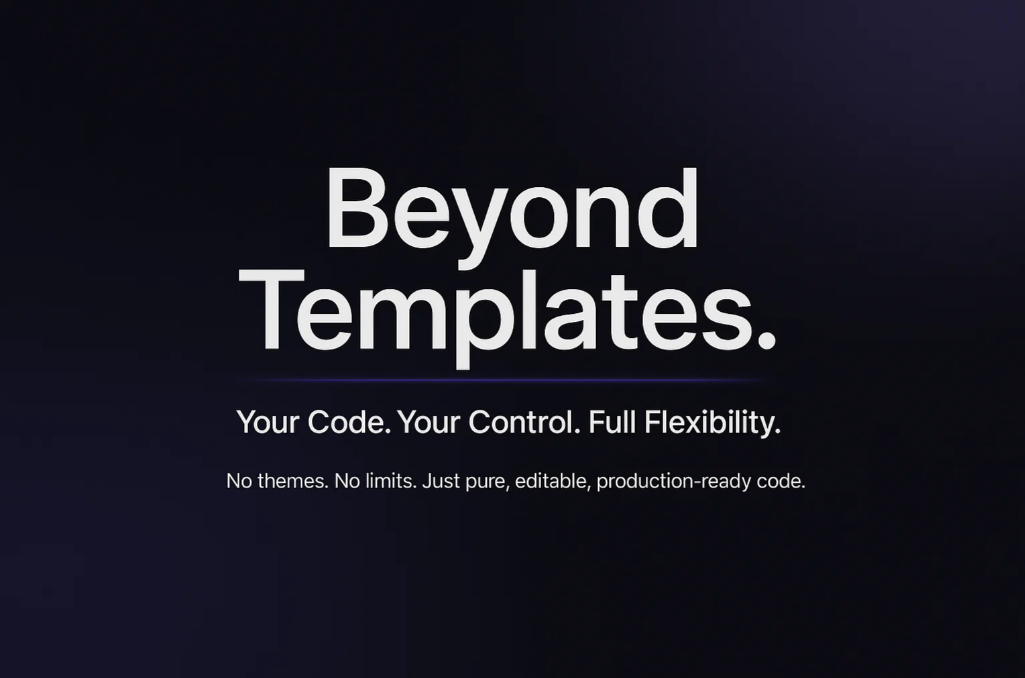 Beyond
Templates.
Your Code. Your Control. Full Flexibility.
No themes. No limits. Just pure, editable, production-ready code.